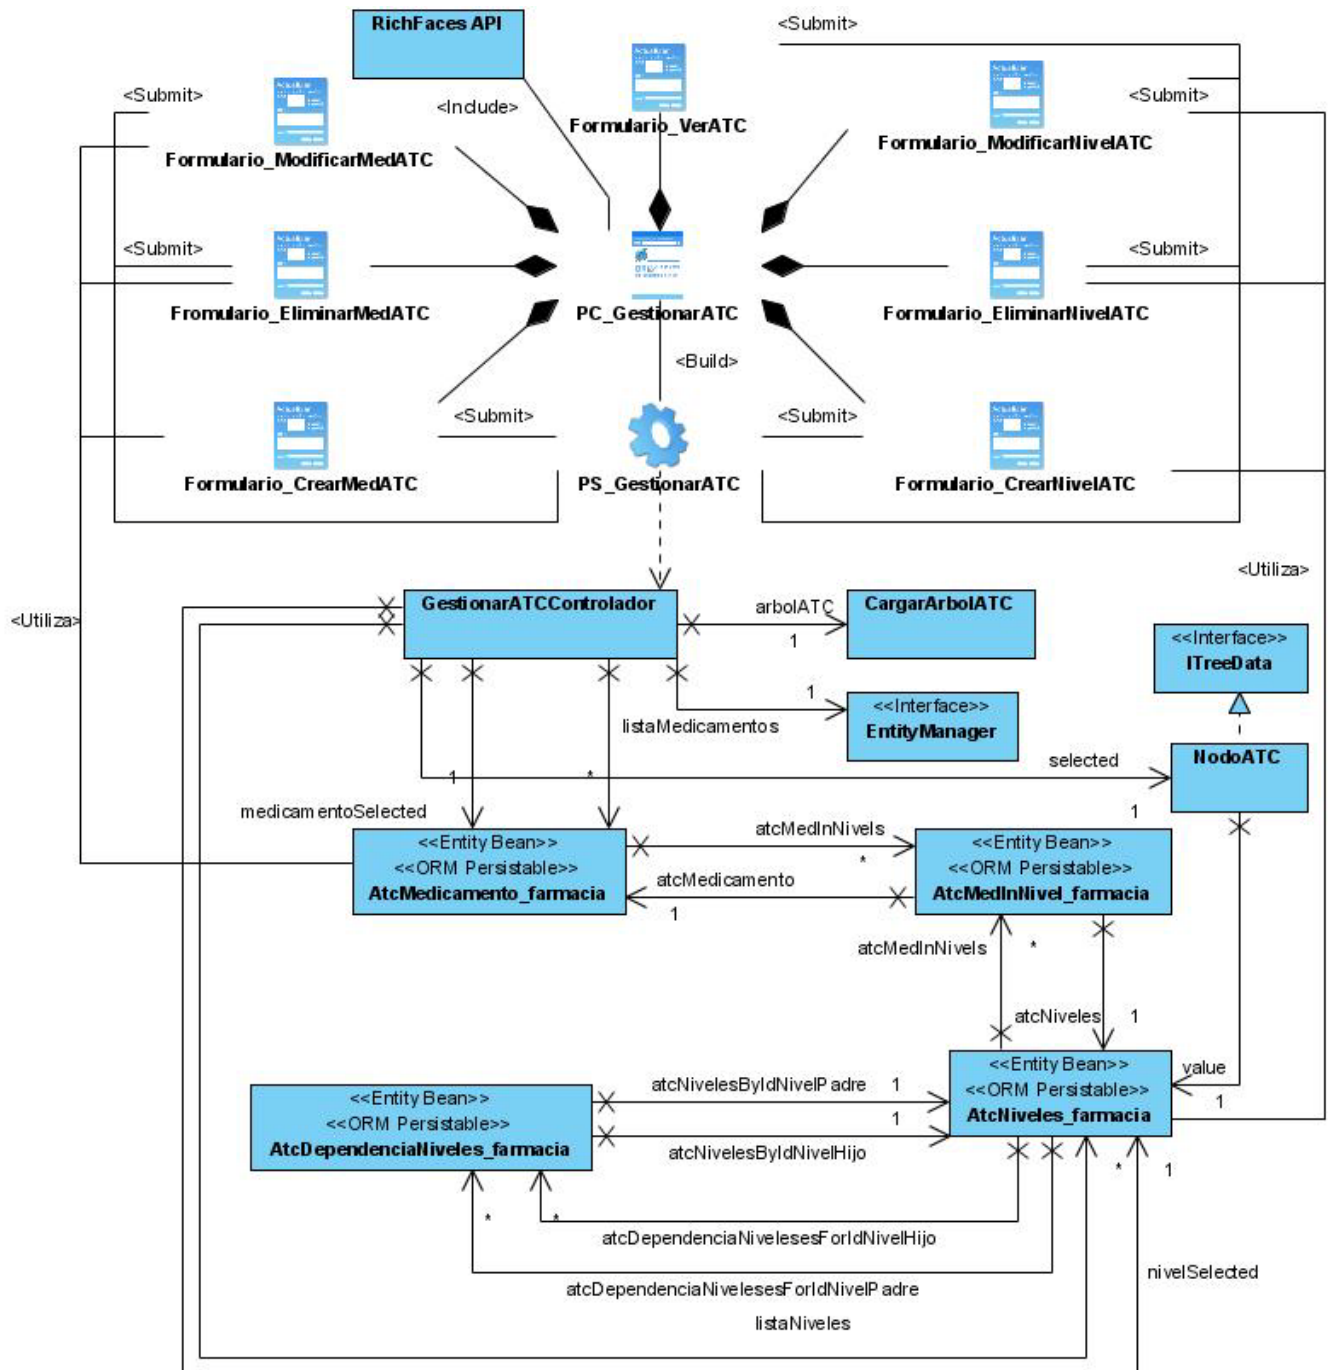 RichFaces API
<Submit>
<Submit>
<Include>
<Submit>
Formulario_VerATC
Formulario_ModificarNivelATC
Formulario_ModificarMedATC
<Submit>
<Submit>
Fromulario_EliminarMedATC
PC_GestionarATC
Formulario_EliminarNivelATC
<Build>
<Submit>
<Submit>
Formulario_CrearMedATC
PS_GestionarATC
Formulario_CrearNivelATC
<Utiliza>
<Utiliza>
GestionarATCControlador
arbolATC
1
CargarArbolATC
<<Interface>>
ITreeData
1
listaMedicamentos
<<Interface>>
EntityManager
selected
NodoATC
1
*
medicamentoSelected
1
<<Entity Bean>>
<<ORM Persistable>>
AtcMedicamento_farmacia
atcMedInNivels
*
atcMedicamento
1
<<Entity Bean>>
<<ORM Persistable>>
AtcMedInNivel_farmacia
atcMedInNivels
*
atcNiveles
1
value
1
<<Entity Bean>>
<<ORM Persistable>>
AtcNiveles_farmacia
atcNivelesByIdNivelPadre
1
1
atcNivelesByIdNivelHijo
<<Entity Bean>>
<<ORM Persistable>>
AtcDependenciaNiveles_farmacia
*
1
*
*
atcDependenciaNivelesesForIdNivelHijo
atcDependenciaNivelesesForIdNivelPadre
nivelSelected
listaNiveles